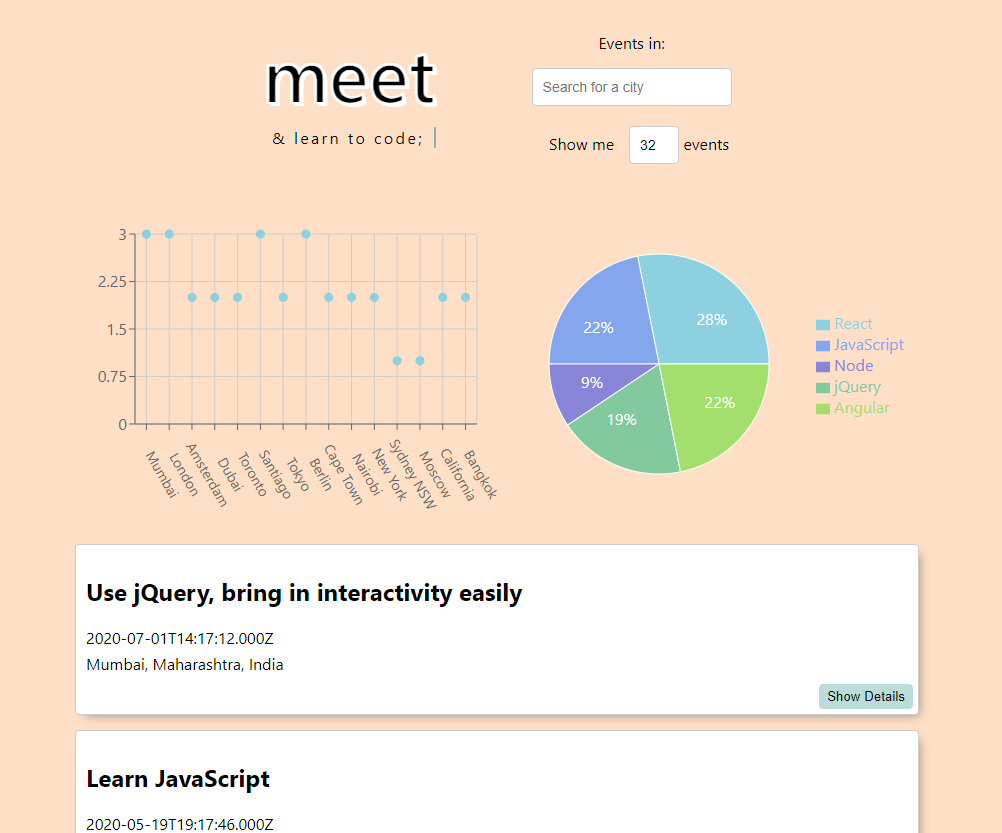 meet
& learn to code;
Events in:
Search for a city
Show me 32 events
3
2.25
1.5
0.75
0
Mumbai
London
Amsterdam
Dubai
Toronto
Santiago
Tokyo
Berlin
Cape Town
Nairobi
New York
Sydney NSW
Moscow
California
Bangkok
28%
22%
9%
19%
22%
React
JavaScript
Node
jQuery
Angular
Use jQuery, bring in interactivity easily
2020-07-01T14:17:12.000Z
Mumbai, Maharashtra, India
Show Details
Learn JavaScript
2020-05-19T19:17:46.000Z